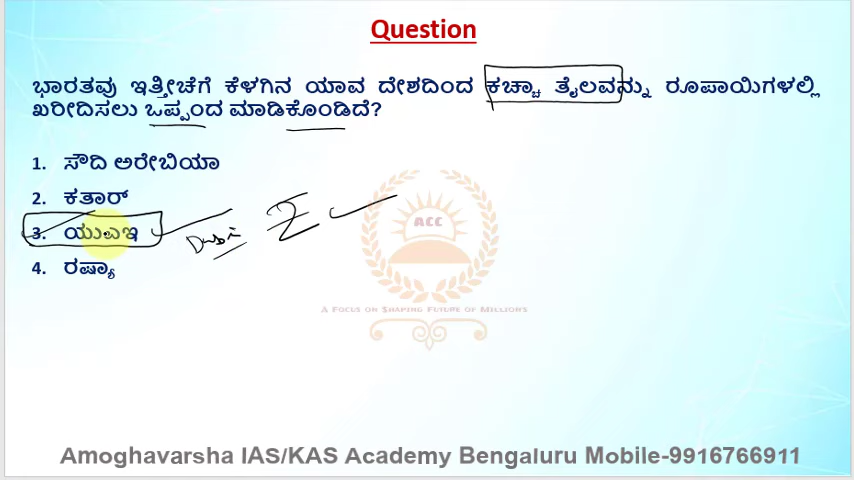 Question
ಭಾರತವು ಇತ್ತೀಚೆಗೆ ಕೆಳಗಿನ ಯಾವ ದೇಶದಿಂದ ಕಚ್ಚಾ ತೈಲವನ್ನು ರೂಪಾಯಿಗಳಲ್ಲಿ
ಖರೀದಿಸಲು ಒಪ್ಪಂದ ಮಾಡಿಕೊಂಡಿದೆ?
1. ಸೌದಿ ಅರೇಬಿಯಾ
2. ಕತಾರ್
3. ಯುಎಇ
Dubai
4. ರಷ್ಯಾ
ACC
A Focus on Shaping Future of Millions
Amoghavarsha IAS/KAS Academy Bengaluru Mobile-9916766911